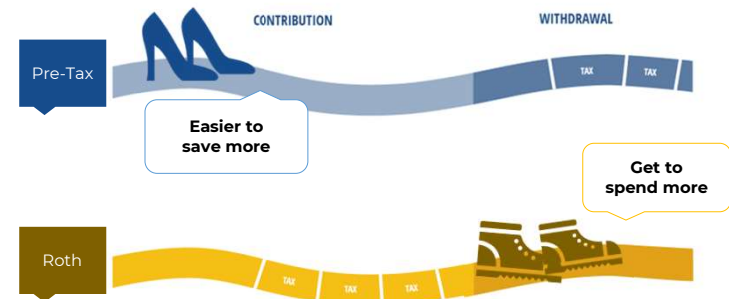 CONTRIBUTION
WITHDRAWAL
Pre-Tax
TAX
TAX
Easier to
save more
Get to
spend more
Roth
TAX
TAX
TAX